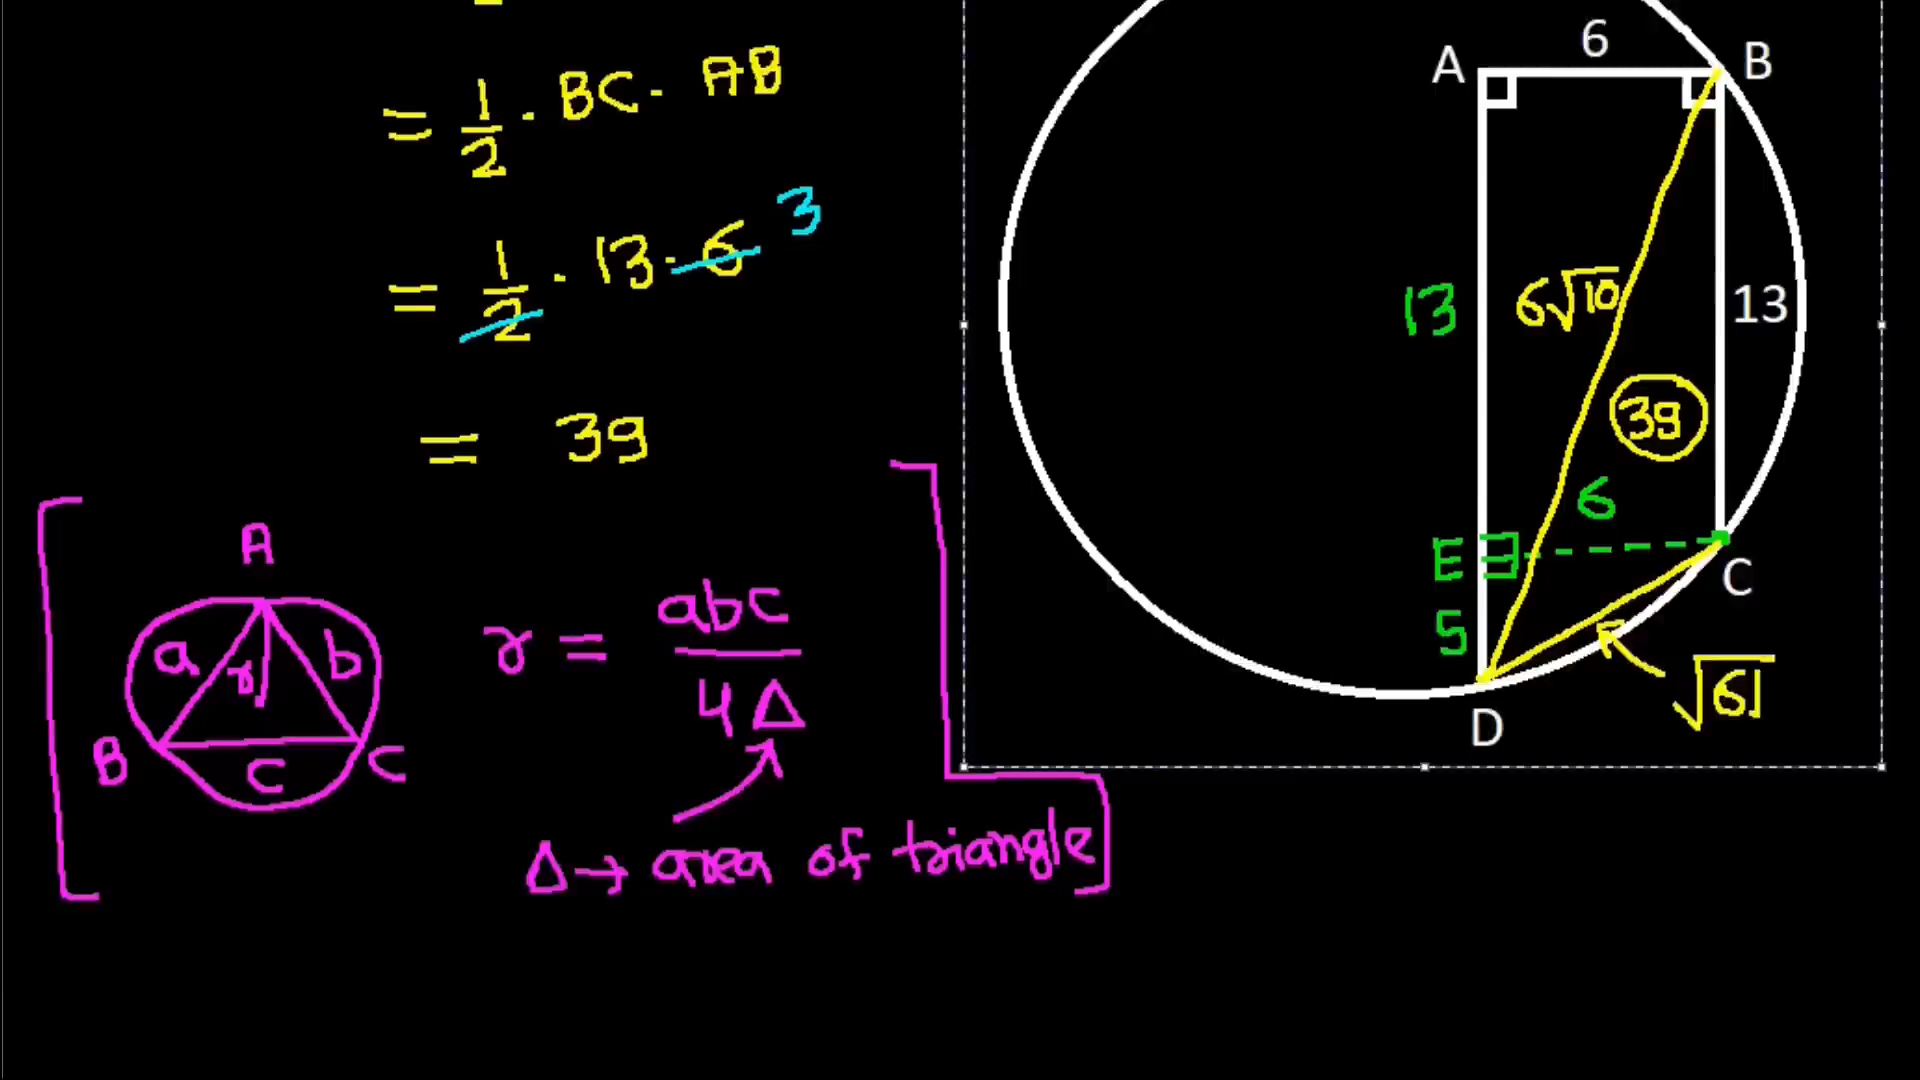 = 1/2 · BC · AB
= 1/2 · 13 · 6 3
= 39
A
a r b
B c C
r = abc / 4Δ
Δ → area of triangle
6
A B
13 6√10 13
39
6
E C
5
√61
D